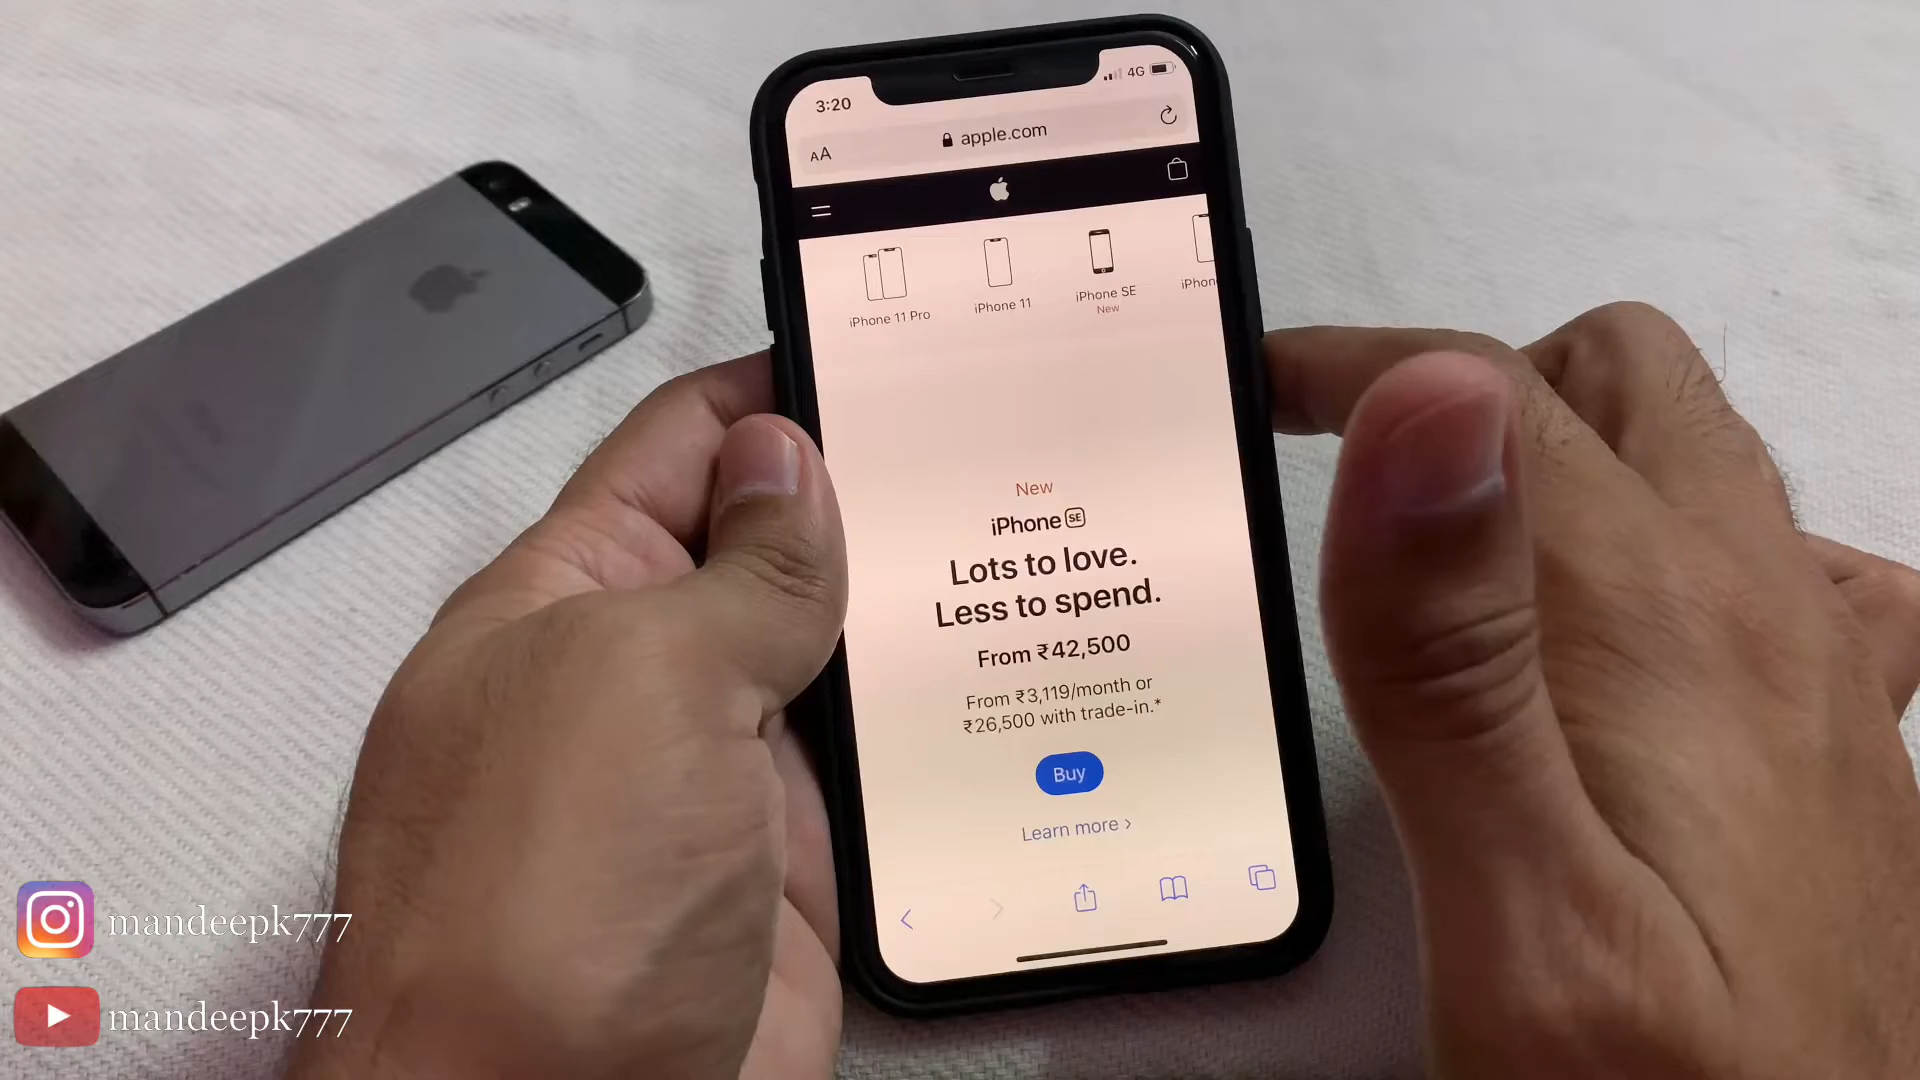 3:20
4G
AA
apple.com
iPhone 11 Pro
iPhone 11
iPhone SE
New
iPhon
New
iPhone SE
Lots to love.
Less to spend.
From ₹42,500
From ₹3,119/month or
₹26,500 with trade-in.*
Buy
Learn more >
mandeepk777
mandeepk777